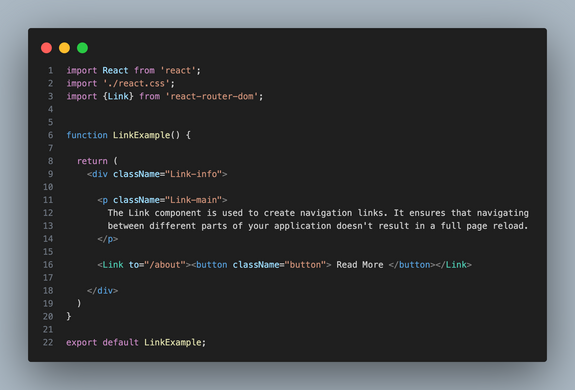 1 import React from 'react';
2 import './react.css';
3 import {Link} from 'react-router-dom';
4
5
6 function LinkExample() {
7
8 return (
9 <div className="Link-info">
10
11 <p className="Link-main">
12 The Link component is used to create navigation links. It ensures that navigating
13 between different parts of your application doesn't result in a full page reload.
14 </p>
15
16 <Link to="/about"><button className="button"> Read More </button></Link>
17
18 </div>
19 )
20 }
21
22 export default LinkExample;